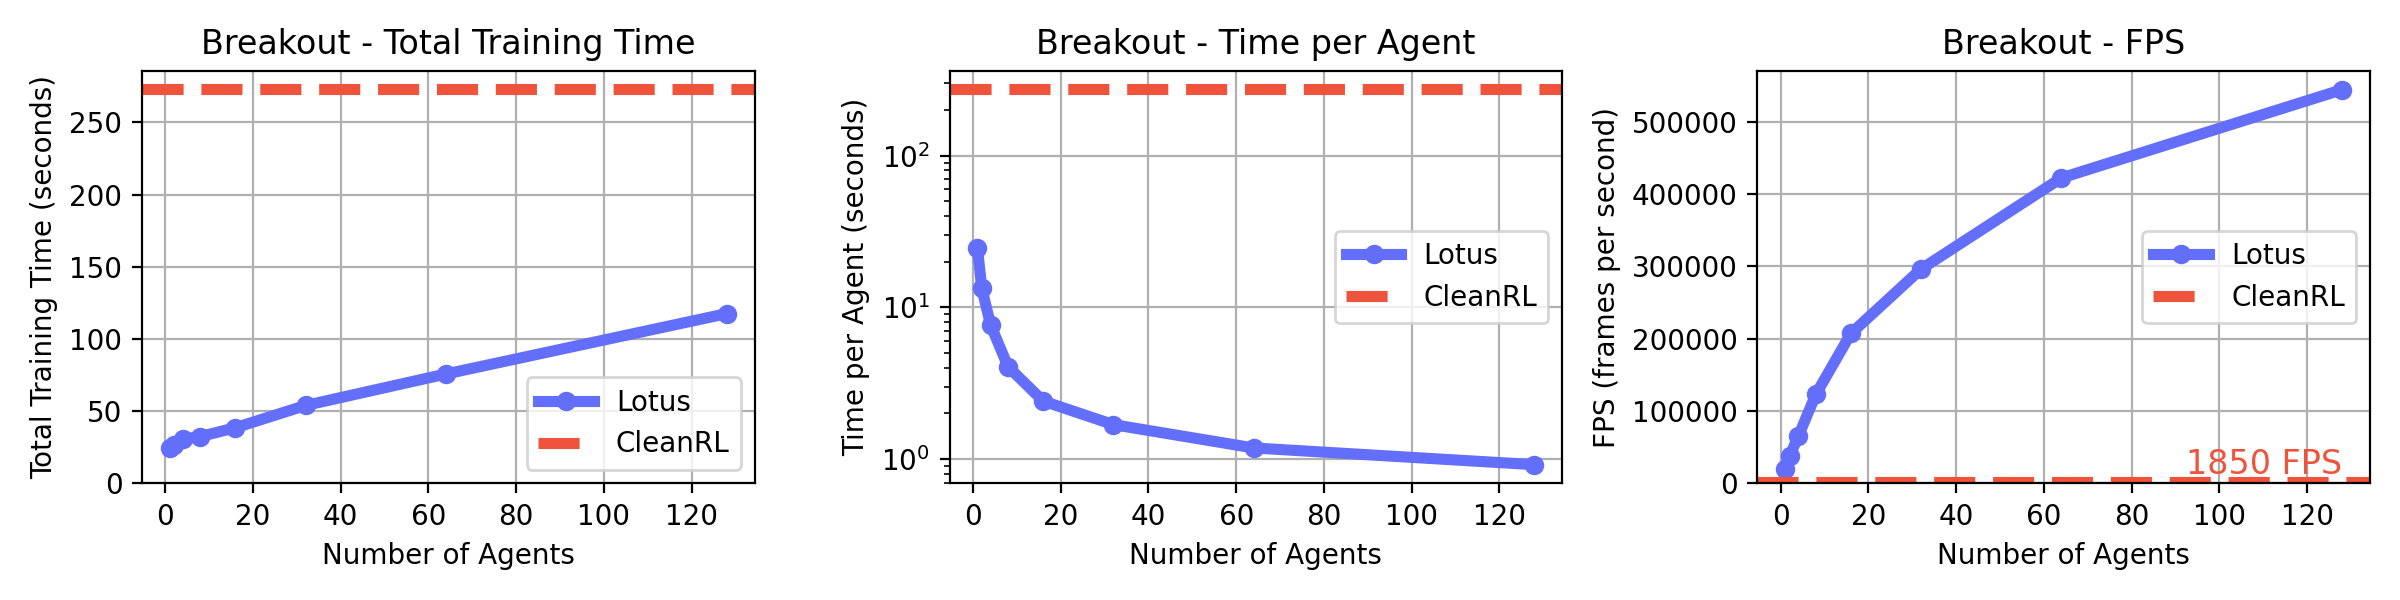 Breakout - Total Training Time
Total Training Time (seconds)
250
200
150
100
50
0
0 20 40 60 80 100 120
Number of Agents
Lotus
CleanRL
Breakout - Time per Agent
Time per Agent (seconds)
10²
10¹
10⁰
0 20 40 60 80 100 120
Number of Agents
Lotus
CleanRL
Breakout - FPS
FPS (frames per second)
500000
400000
300000
200000
100000
0
0 20 40 60 80 100 120
Number of Agents
Lotus
CleanRL
1850 FPS